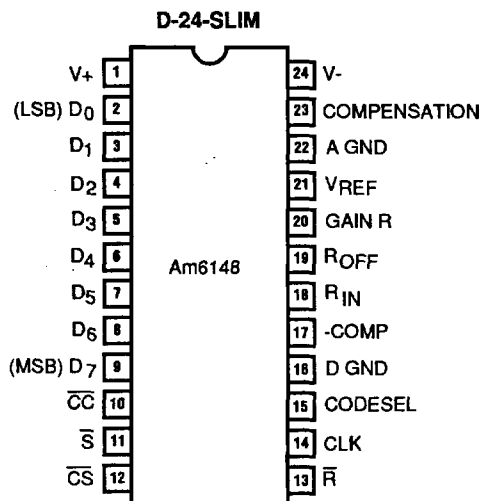 D-24-SLIM
V+ 1 24 V-
(LSB) D0 2 23 COMPENSATION
D1 3 22 A GND
D2 4 21 VREF
D3 5 20 GAIN R
D4 6 19 ROFF
Am6148
D5 7 18 RIN
D6 8 17 -COMP
(MSB) D7 9 16 D GND
C̅C̅ 10 15 CODESEL
S̅ 11 14 CLK
C̅S̅ 12 13 R̅